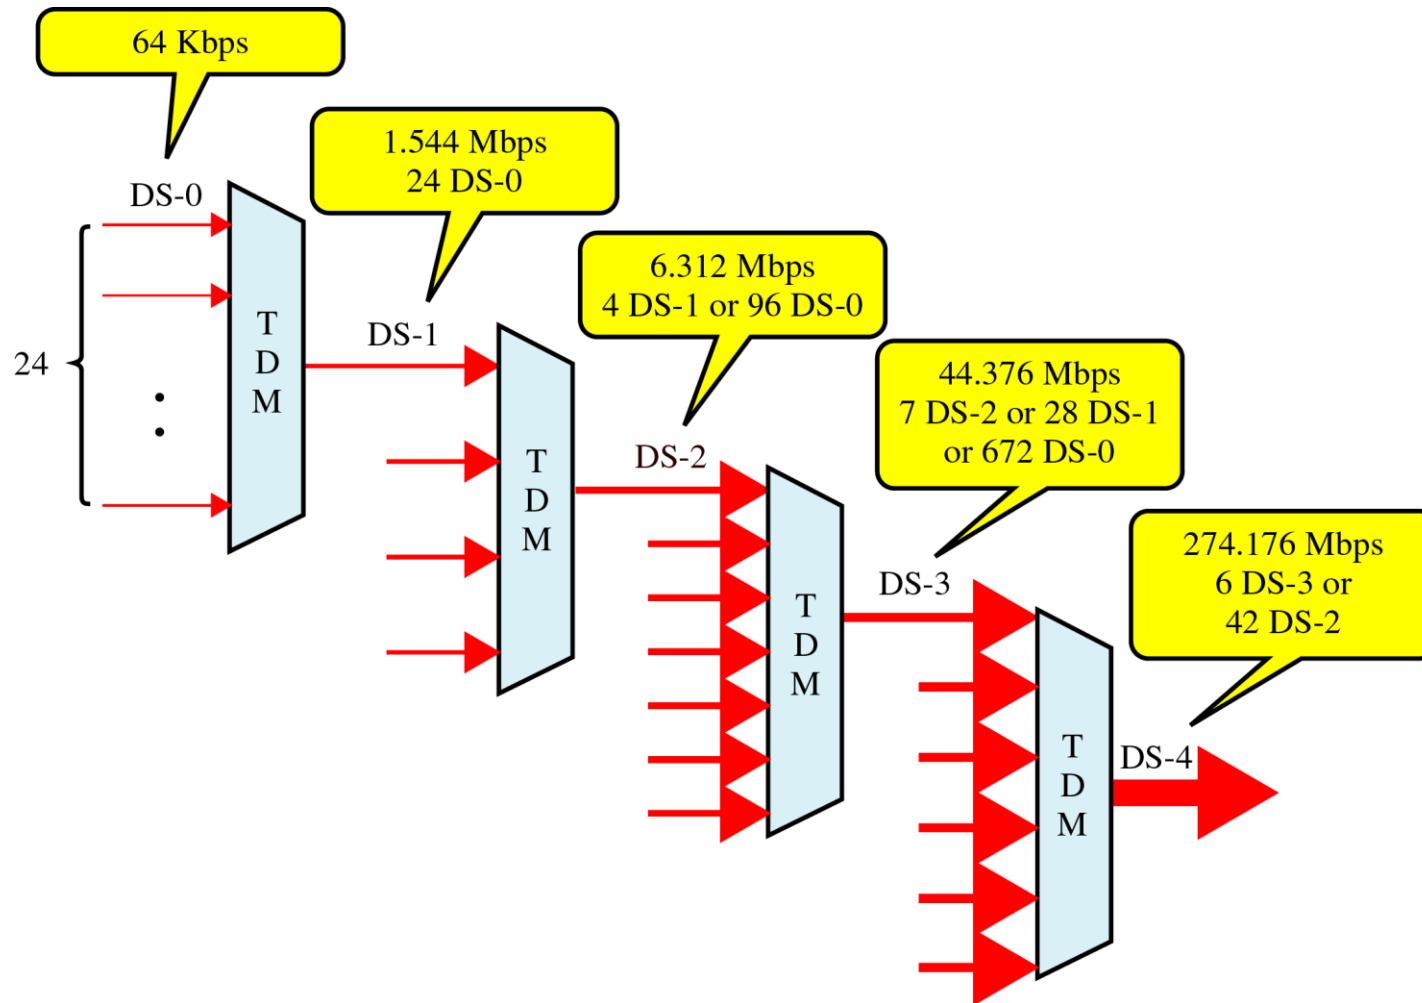 64 Kbps
DS-0
24
T
D
M
1.544 Mbps
24 DS-0
DS-1
T
D
M
6.312 Mbps
4 DS-1 or 96 DS-0
DS-2
T
D
M
44.376 Mbps
7 DS-2 or 28 DS-1
or 672 DS-0
DS-3
T
D
M
274.176 Mbps
6 DS-3 or
42 DS-2
DS-4